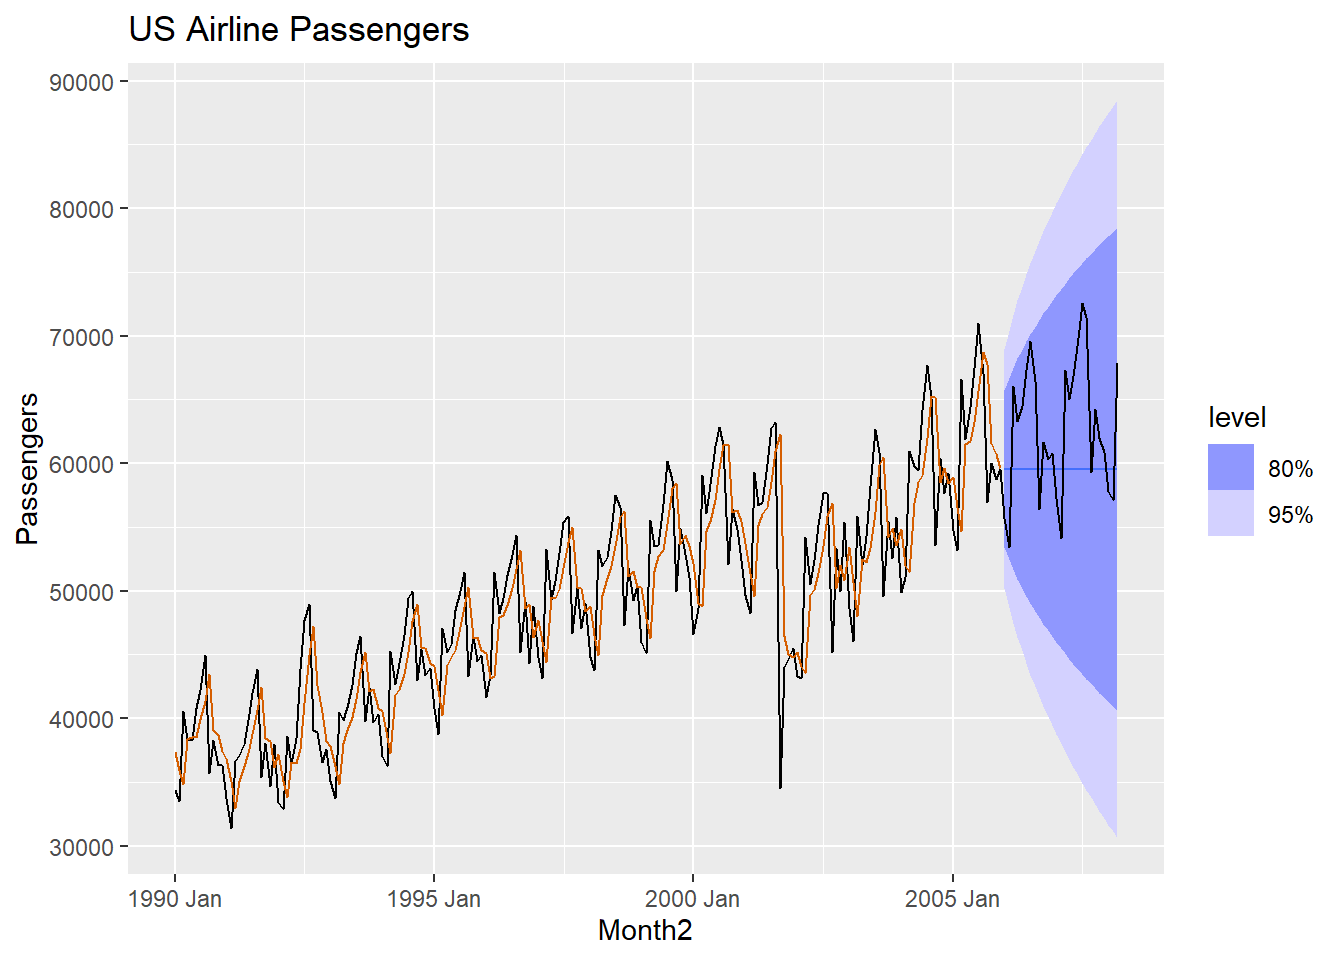 US Airline Passengers
90000
80000
70000
60000
50000
40000
30000
Passengers
1990 Jan
1995 Jan
2000 Jan
2005 Jan
Month2
level
80%
95%